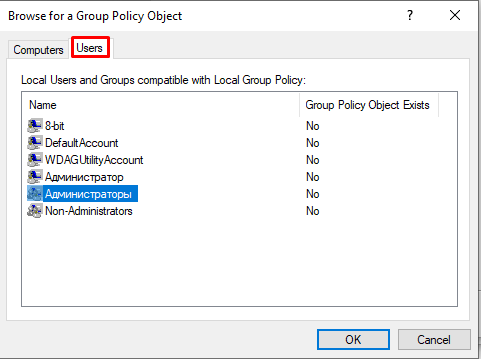 Browse for a Group Policy Object
Computers Users
Local Users and Groups compatible with Local Group Policy:
Name Group Policy Object Exists
8-bit No
DefaultAccount No
WDAGUtilityAccount No
Администратор No
Администраторы No
Non-Administrators No
OK Cancel